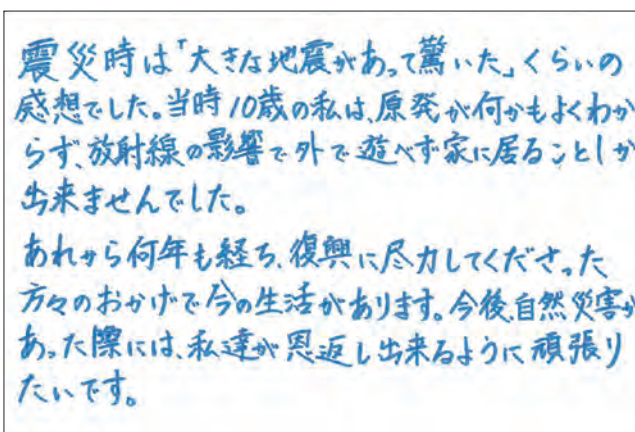 震災時は「大きな地震があって驚いた」くらいの
感想でした。当時10歳の私は、原発が何かもよくわか
らず、放射線の影響で外で遊べず家に居ることしか
出来ませんでした。
あれから何年も経ち、復興に尽力してくださった
方々のおかげで今の生活があります。今後、自然災害が
あった際には、私達が恩返し出来るように頑張り
たいです。